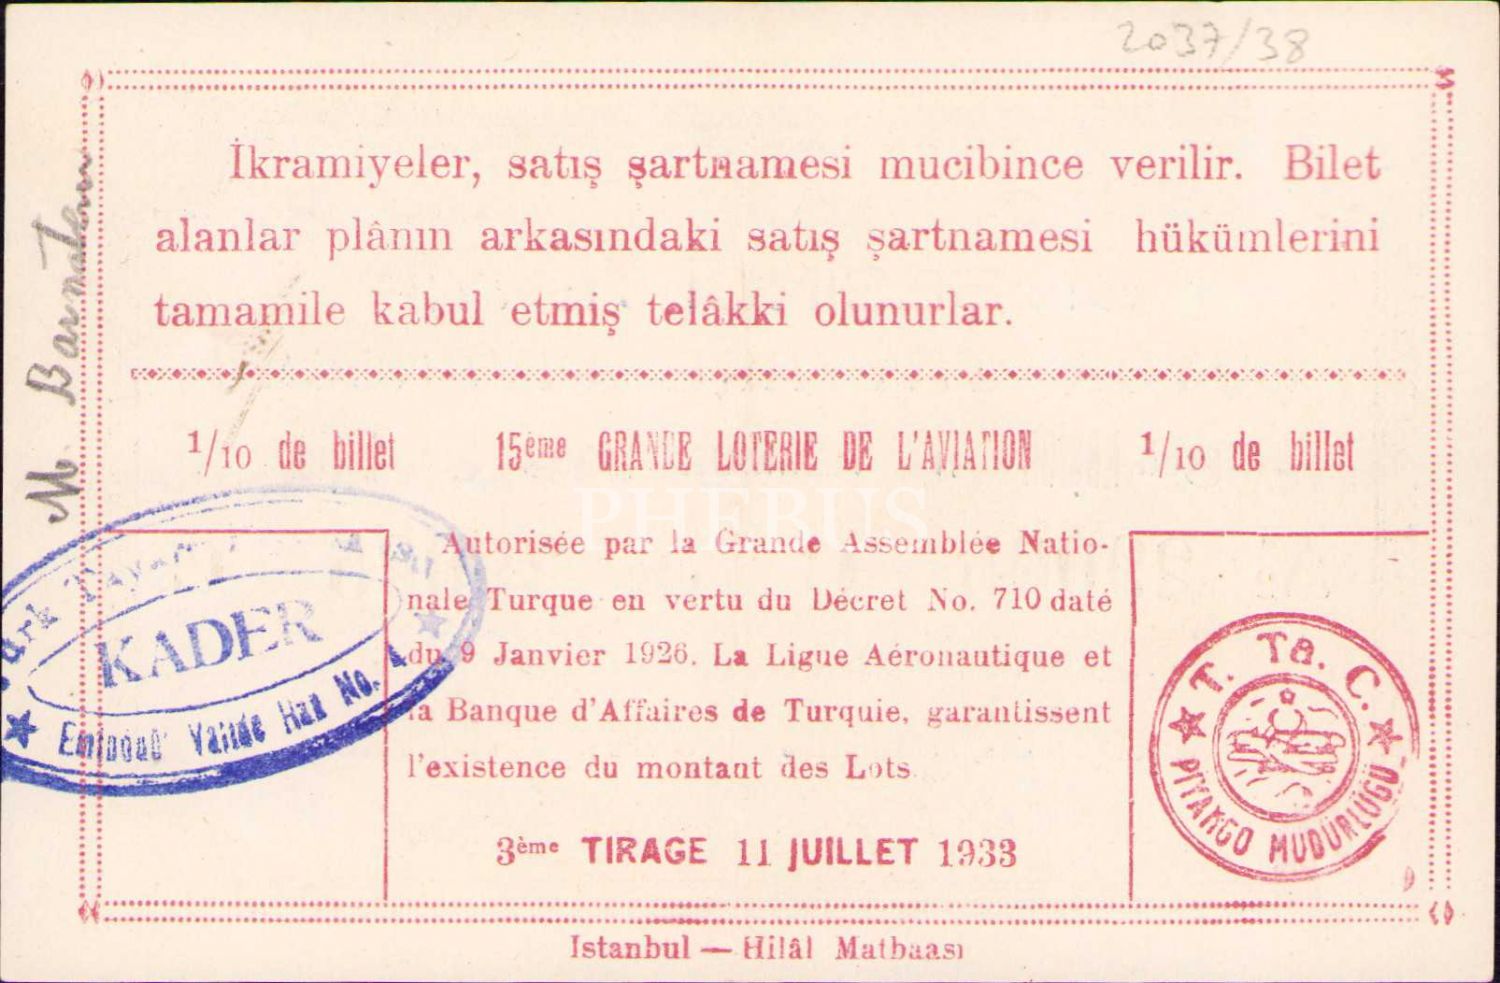 2037/38
İkramiyeler, satış şartnamesi mucibince verilir. Bilet
alanlar plânın arkasındaki satış şartnamesi hükümlerini
tamamile kabul etmiş telâkki olunurlar.
1/10 de billet
15ème GRANDE LOTERIE DE L'AVIATION
1/10 de billet
Autorisée par la Grande Assemblée Natio-
nale Turque en vertu du Décret No. 710 daté
du 9 Janvier 1926. La Ligue Aéronautique et
la Banque d'Affaires de Turquie, garantissent
l'existence du montant des Lots.
3ème TIRAGE 11 JUILLET 1933
Istanbul — Hilâl Matbaası
KADER
Valide Han No.
T. Ta. C.
PİYANGO MÜDÜRLÜĞÜ
PHEBUS
M.